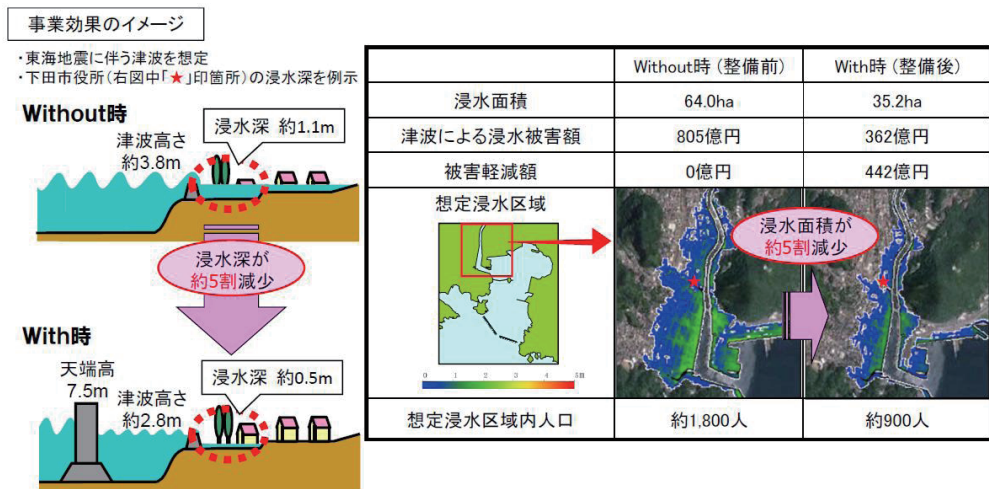 事業効果のイメージ
・東海地震に伴う津波を想定
・下田市役所(右図中「★」印箇所)の浸水深を例示
Without時
津波高さ
約3.8m
浸水深 約1.1m
浸水深が
約5割減少
With時
天端高
7.5m
津波高さ
約2.8m
浸水深 約0.5m
Without時(整備前) With時(整備後)
浸水面積 64.0ha 35.2ha
津波による浸水被害額 805億円 362億円
被害軽減額 0億円 442億円
想定浸水区域
浸水面積が
約5割減少
0 1 2 3 4 5m
想定浸水区域内人口 約1,800人 約900人